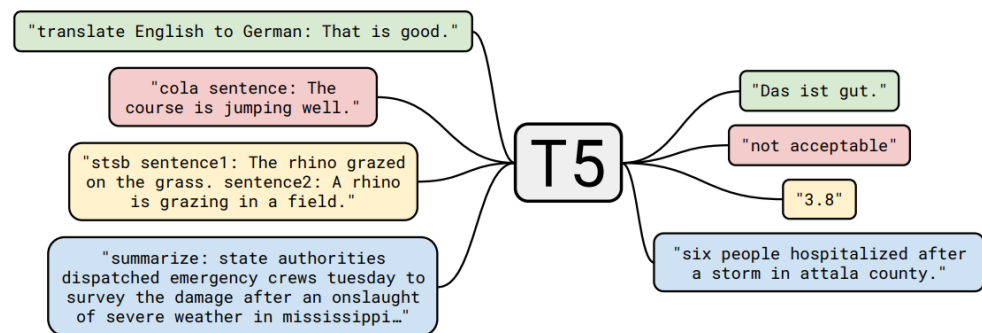 "translate English to German: That is good."
"cola sentence: The
course is jumping well."
"stsb sentence1: The rhino grazed
on the grass. sentence2: A rhino
is grazing in a field."
"summarize: state authorities
dispatched emergency crews tuesday to
survey the damage after an onslaught
of severe weather in mississippi…"
T5
"Das ist gut."
"not acceptable"
"3.8"
"six people hospitalized after
a storm in attala county."